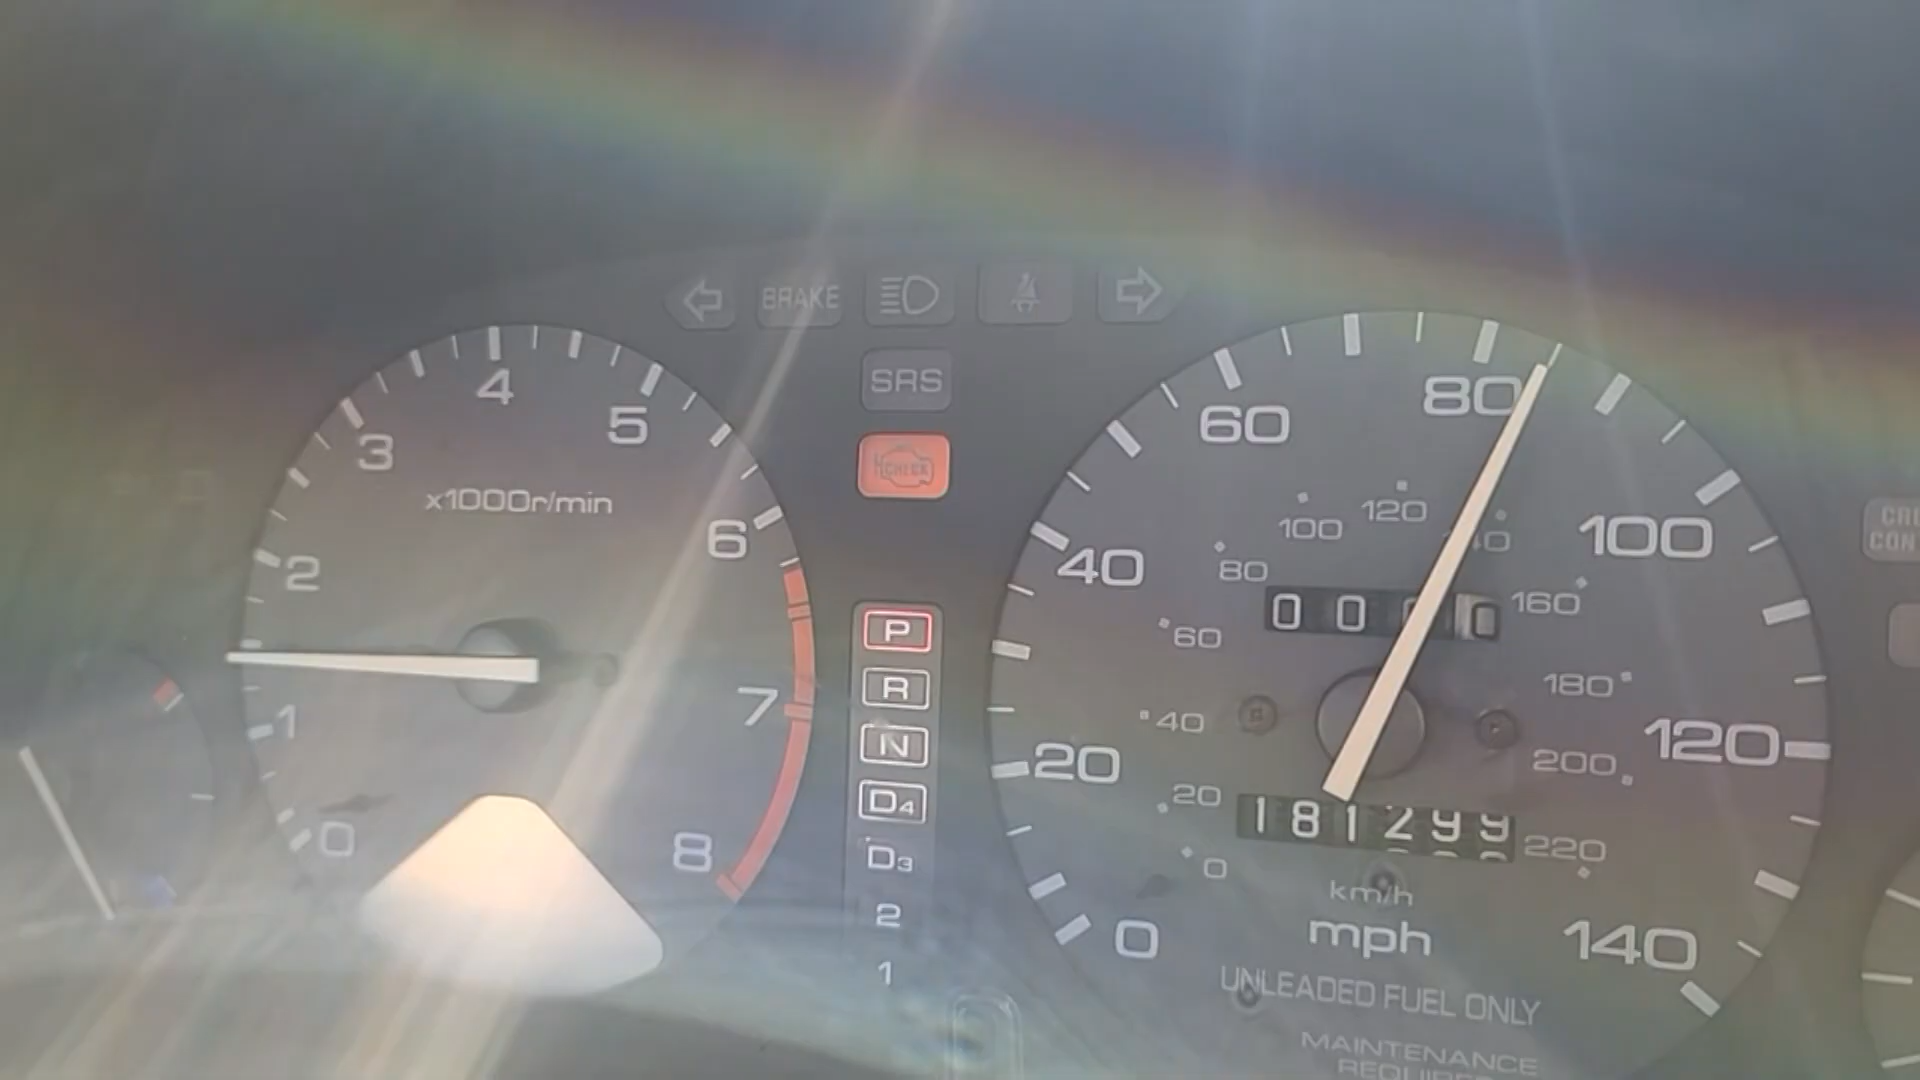 BRAKE
SRS
CHECK
x1000r/min
0
1
2
3
4
5
6
7
8
P
R
N
D4
D3
2
1
0
20
40
60
80
100
120
140
0
20
40
60
80
100
120
160
180
200
220
0 0
181299
km/h
mph
UNLEADED FUEL ONLY
MAINTENANCE